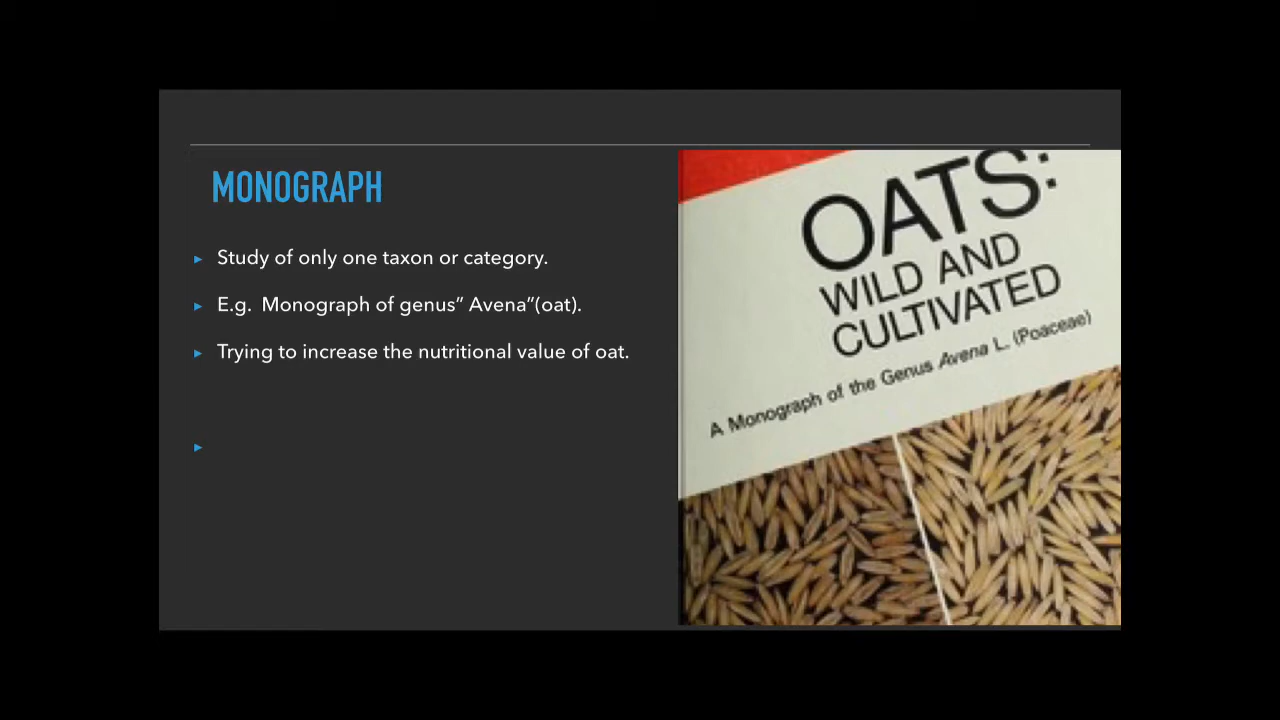 MONOGRAPH
Study of only one taxon or category.
E.g. Monograph of genus” Avena”(oat).
Trying to increase the nutritional value of oat.
OATS:
WILD AND
CULTIVATED
A Monograph of the Genus Avena L. (Poaceae)